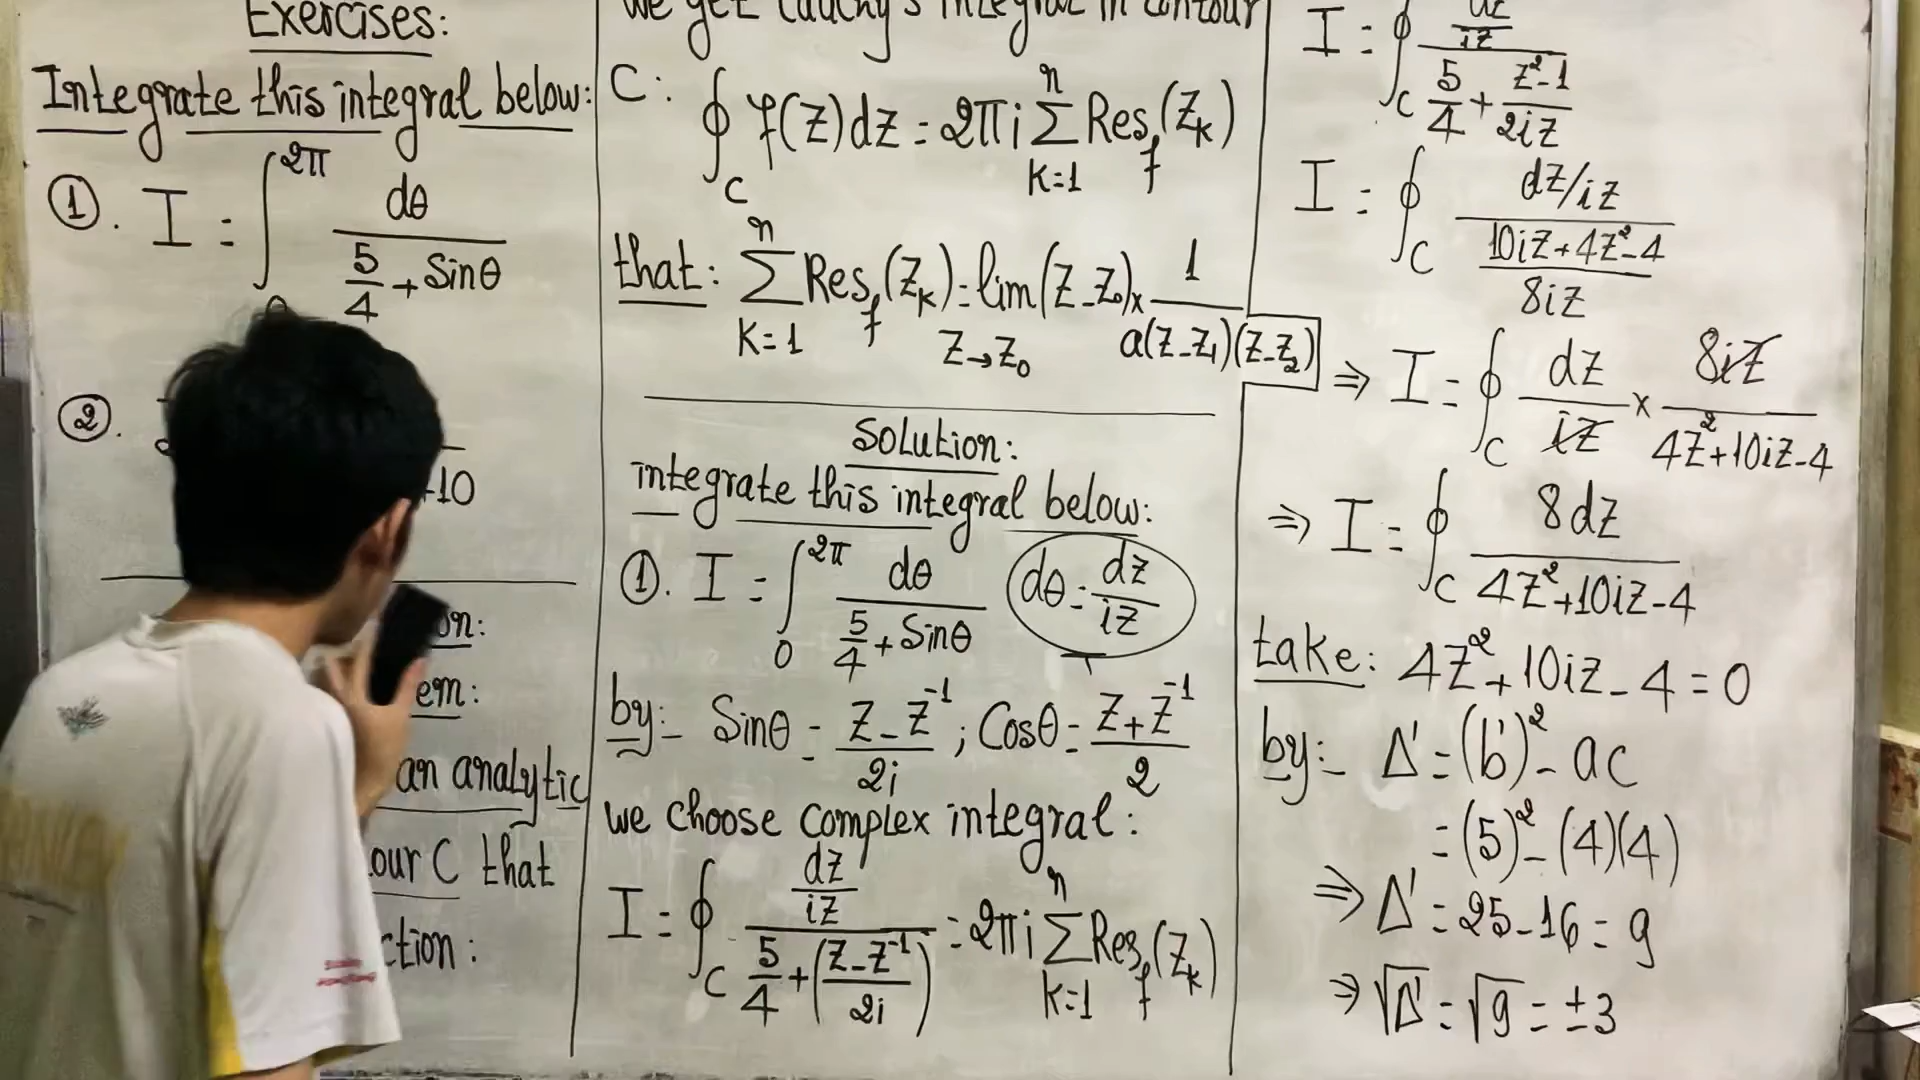 Exercises:
Integrate this integral below:
①. I = ∫₀^2π dθ / (5/4 + Sinθ)
②.
+10
on:
em:
an analytic
our C that
ction:
we get Cauchy's integral in contour
C: ∮_C f(z)dz = 2πi ∑_{k=1}^n Res_f(z_k)
that: ∑_{k=1}^n Res_f(z_k) = lim_{z→z₀} (z-z₀) × 1 / a(z-z₁)(z-z₂)
Solution:
integrate this integral below:
①. I = ∫₀^2π dθ / (5/4 + Sinθ) dθ = dz/iz
by:- Sinθ = (z - z⁻¹)/2i ; Cosθ = (z + z⁻¹)/2
we choose complex integral:
I = ∮_C (dz/iz) / (5/4 + ((z - z⁻¹)/2i)) = 2πi ∑_{k=1}^n Res_f(z_k)
I = ∮_C (dz/iz) / (5/4 + (z² - 1)/2iz)
I = ∮_C (dz/iz) / ((10iz + 4z² - 4)/8iz)
⇒ I = ∮_C dz/iz × 8iz/(4z² + 10iz - 4)
⇒ I = ∮_C 8dz / (4z² + 10iz - 4)
take: 4z² + 10iz - 4 = 0
by:- Δ' = (b')² - ac
= (5)² - (4)(4)
⇒ Δ' = 25 - 16 = 9
⇒ √Δ' = √9 = ±3